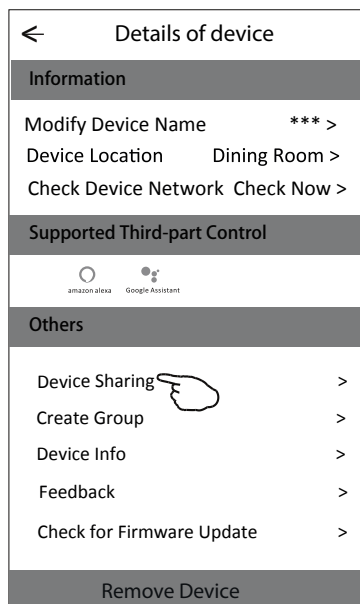 ← Details of device
Information
Modify Device Name *** >
Device Location Dining Room >
Check Device Network Check Now >
Supported Third-part Control
amazon alexa Google Assistant
Others
Device Sharing >
Create Group >
Device Info >
Feedback >
Check for Firmware Update >
Remove Device